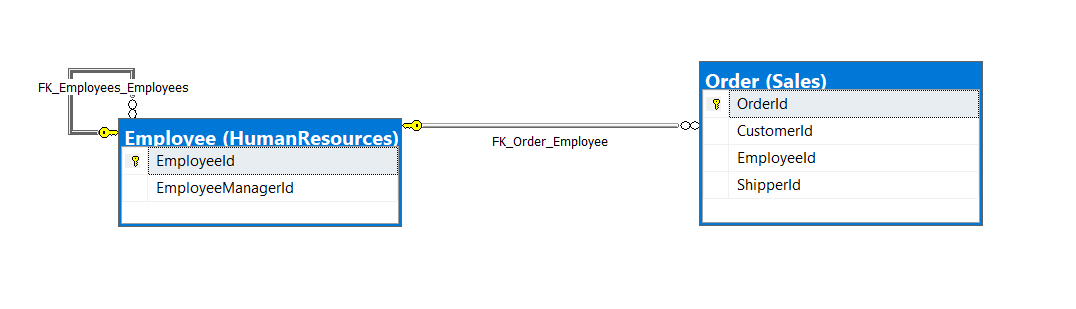 FK_Employees_Employees
Employee (HumanResources)
EmployeeId
EmployeeManagerId
FK_Order_Employee
Order (Sales)
OrderId
CustomerId
EmployeeId
ShipperId